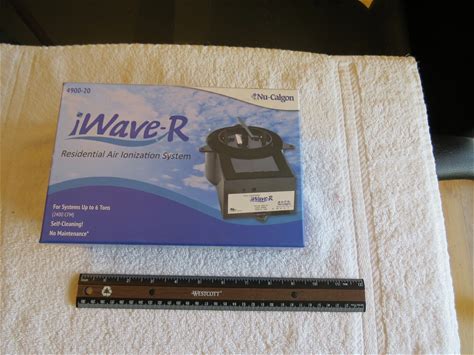 4900-20
Nu-Calgon
iWave-R
Residential Air Ionization System
For Systems Up to 6 Tons
(2400 CFM)
Self-Cleaning!
No Maintenance*
iWave-R
WESTCOTT